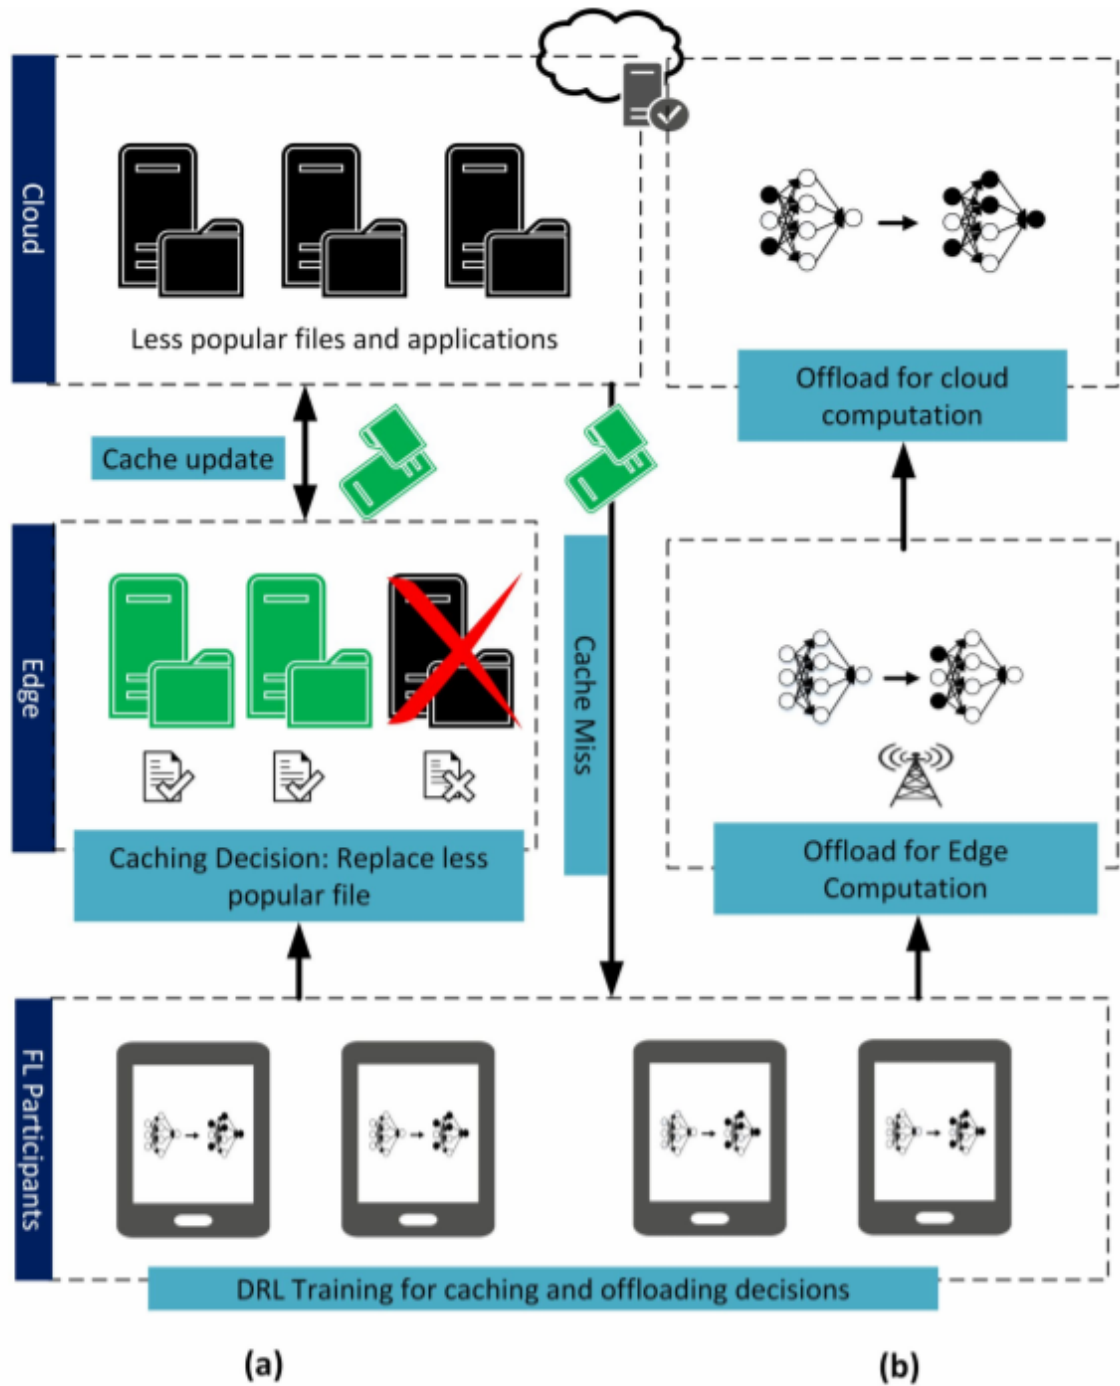 Cloud
Less popular files and applications
Offload for cloud
computation
Cache update
Edge
Cache Miss
Caching Decision: Replace less
popular file
Offload for Edge
Computation
FL Participants
DRL Training for caching and offloading decisions
(a)
(b)